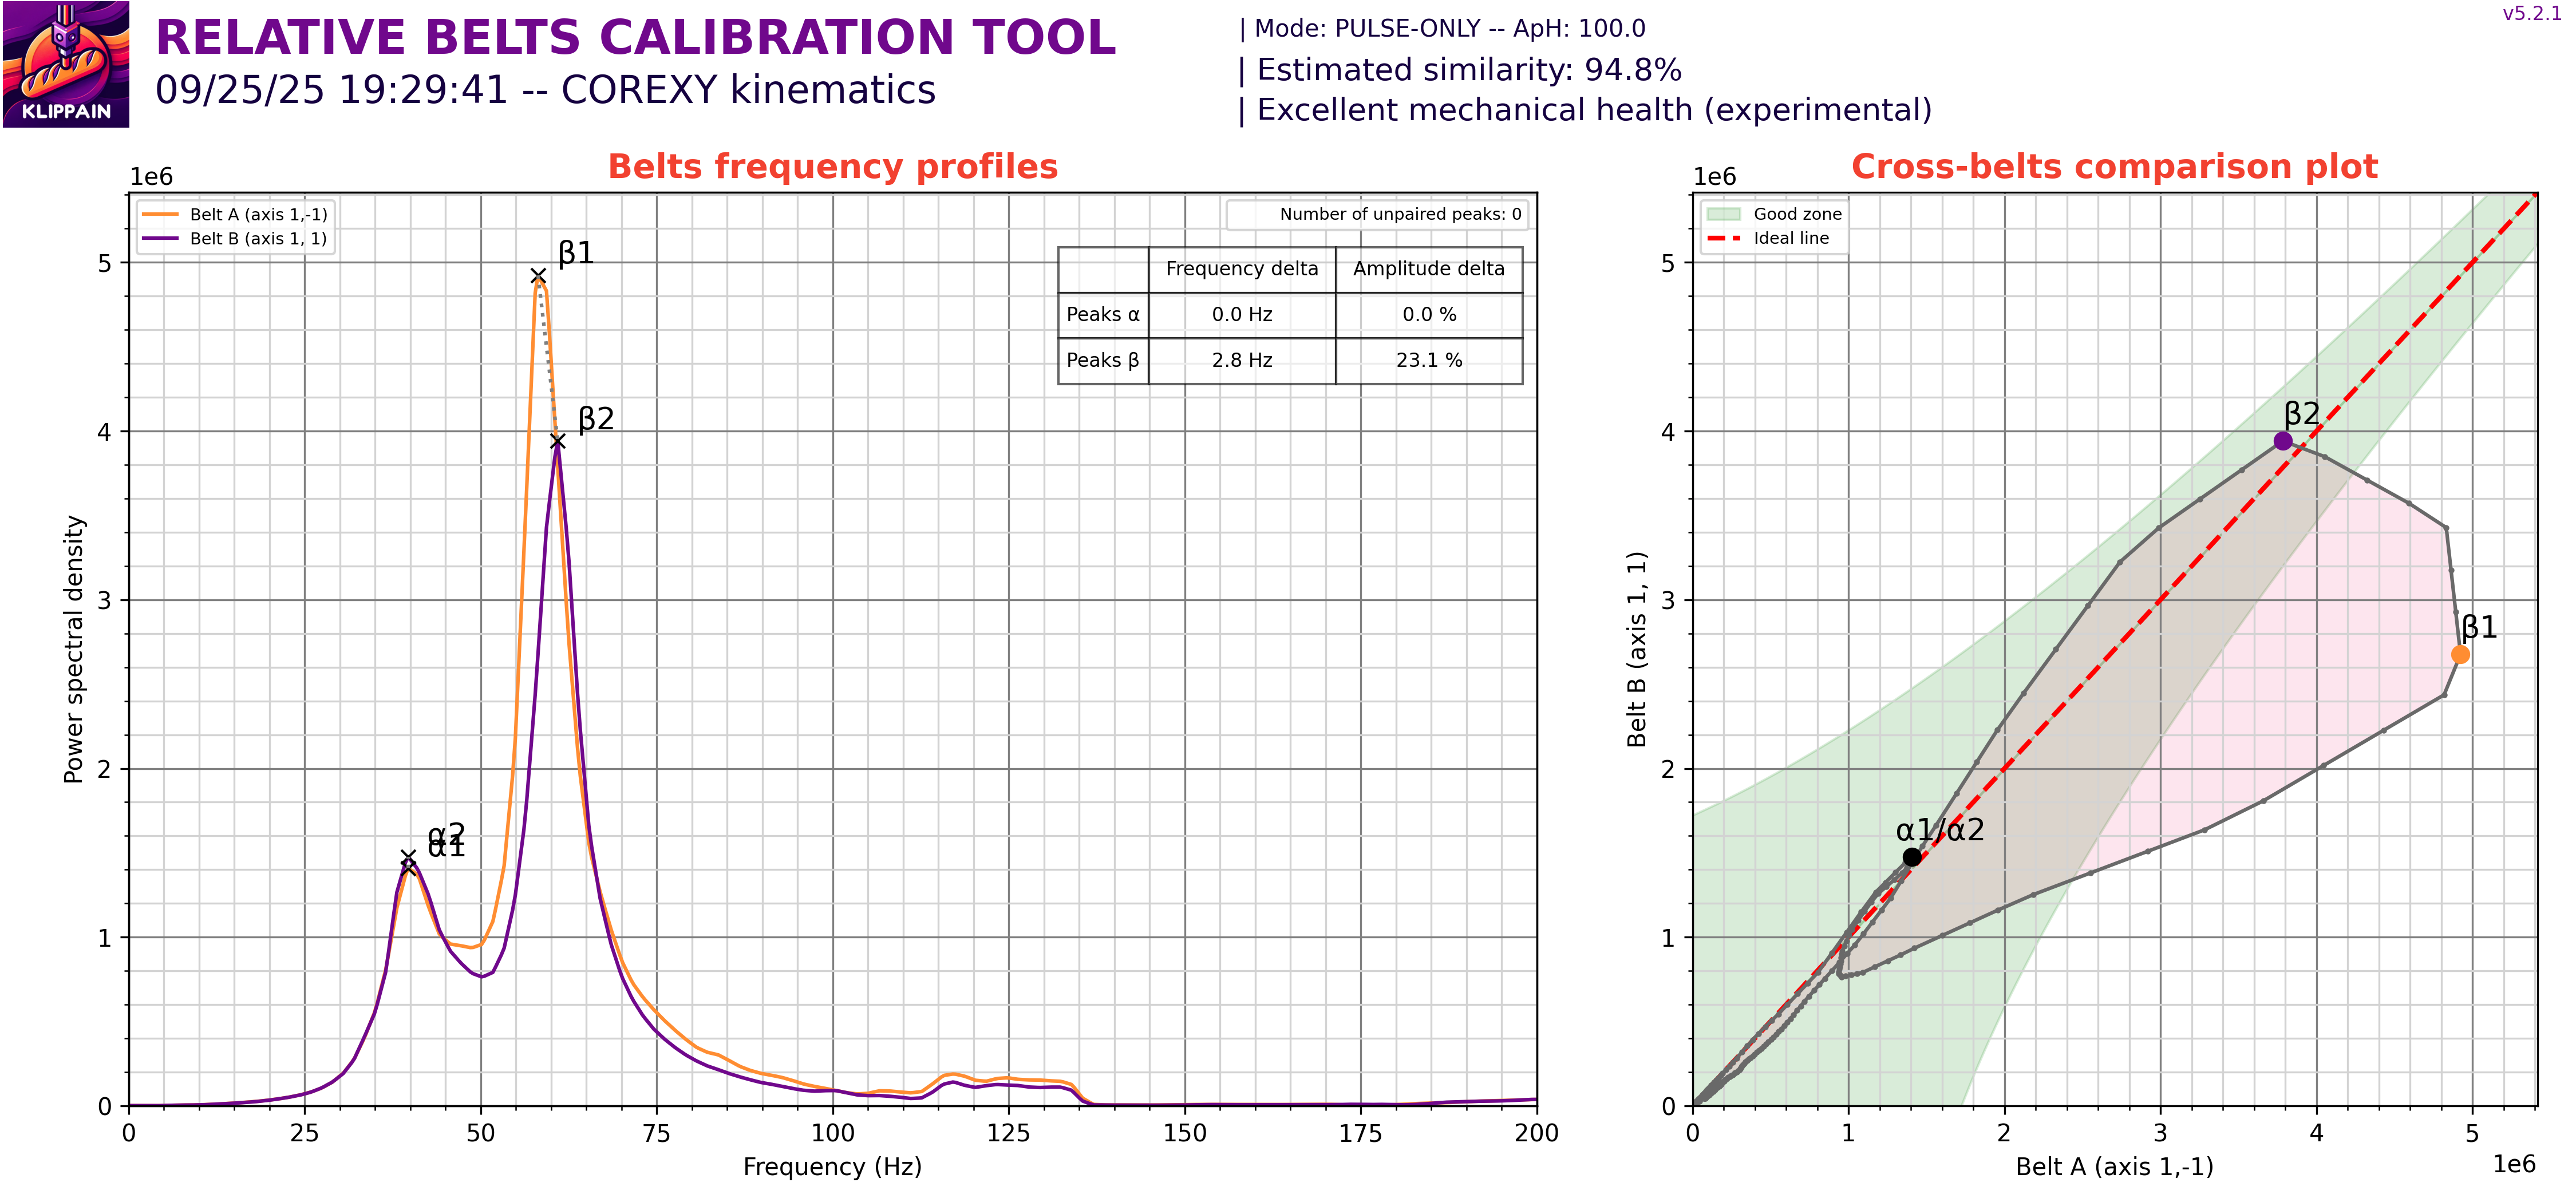 v5.2.1
KLIPPAIN
RELATIVE BELTS CALIBRATION TOOL
09/25/25 19:29:41 -- COREXY kinematics
| Mode: PULSE-ONLY -- ApH: 100.0
| Estimated similarity: 94.8%
| Excellent mechanical health (experimental)
Belts frequency profiles
1e6
Belt A (axis 1,-1)
Belt B (axis 1, 1)
Number of unpaired peaks: 0
Frequency delta Amplitude delta
Peaks α 0.0 Hz 0.0 %
Peaks β 2.8 Hz 23.1 %
β1
β2
α2
α1
5
4
3
2
1
0
Power spectral density
0 25 50 75 100 125 150 175 200
Frequency (Hz)
Cross-belts comparison plot
1e6
Good zone
Ideal line
β2
β1
α1/α2
5
4
3
2
1
0
Belt B (axis 1, 1)
0 1 2 3 4 5
Belt A (axis 1,-1)
1e6